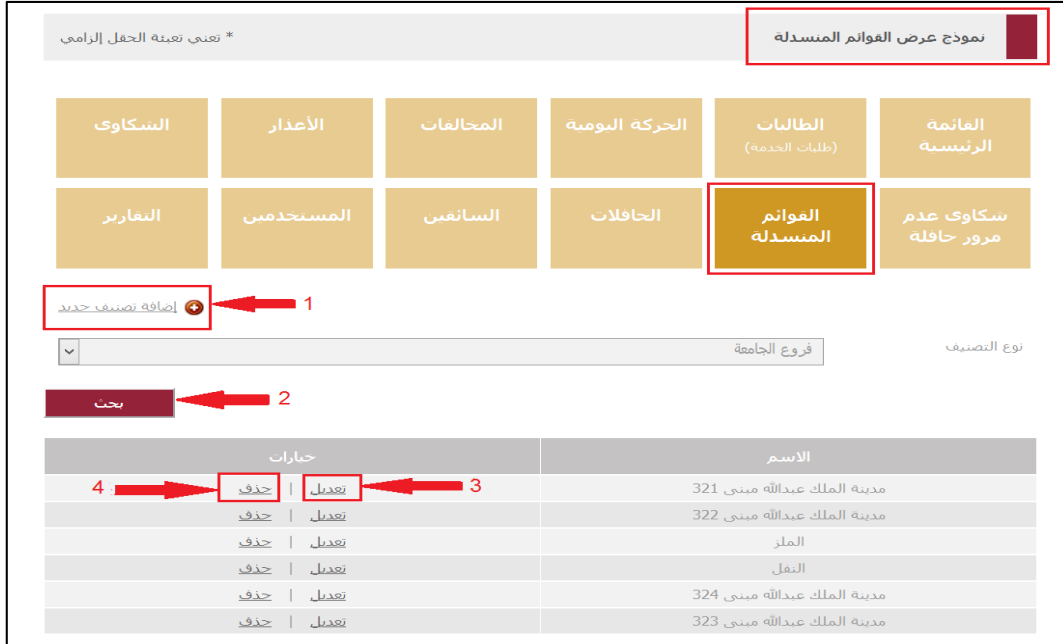 نموذج عرض القوائم المنسدلة
* تعني تعبئة الحقل إلزامي
القائمة الرئيسية
الطالبات (طلبات الخدمة)
الحركة اليومية
المخالفات
الأعذار
الشكاوى
شكاوى عدم مرور حافلة
القوائم المنسدلة
الحافلات
السائقين
المستخدمين
التقارير
إضافة تصنيف جديد 1
نوع التصنيف فروع الجامعة
بحث 2
الاسم خيارات
مدينة الملك عبدالله مبنى 321 3 تعديل | حذف 4
مدينة الملك عبدالله مبنى 322 تعديل | حذف
الملز تعديل | حذف
النفل تعديل | حذف
مدينة الملك عبدالله مبنى 324 تعديل | حذف
مدينة الملك عبدالله مبنى 323 تعديل | حذف